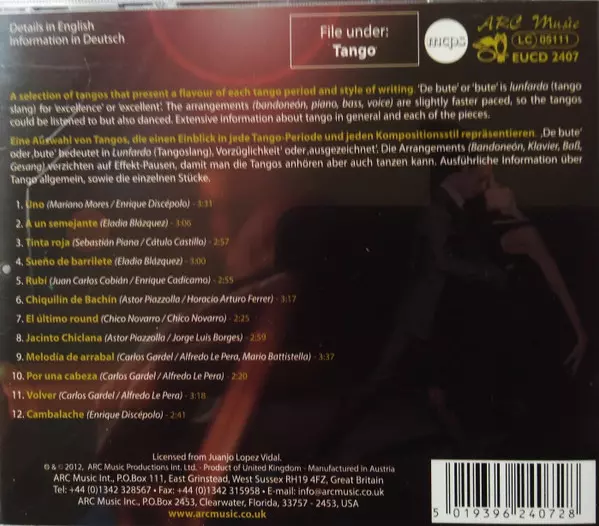 Details in English
Information in Deutsch
File under:
Tango
mcps
ARC Music
LC 05111
EUCD 2407
A selection of tangos that present a flavour of each tango period and style of writing. 'De bute' or 'bute' is lunfardo (tango
slang) for 'excellence' or 'excellent'. The arrangements (bandoneón, piano, bass, voice) are slightly faster paced, so the tangos
could be listened to but also danced. Extensive information about tango in general and each of the pieces.
Eine Auswahl von Tangos, die einen Einblick in jede Tango-Periode und jeden Kompositionsstil repräsentieren. ‚De bute'
oder ‚bute' bedeutet in Lunfardo (Tangoslang), Vorzüglichkeit' oder ‚ausgezeichnet'. Die Arrangements (Bandoneón, Klavier, Baß,
Gesang) verzichten auf Effekt-Pausen, damit man die Tangos anhören aber auch tanzen kann. Ausführliche Information über
Tango allgemein, sowie die einzelnen Stücke.
1. Uno (Mariano Mores / Enrique Discépolo) - 3:31
2. A un semejante (Eladia Blázquez) - 3:06
3. Tinta roja (Sebastián Piana / Cátulo Castillo) - 2:57
4. Sueño de barrilete (Eladia Blázquez) - 3:00
5. Rubí (Juan Carlos Cobián / Enrique Cadícamo) - 2:55
6. Chiquilín de Bachín (Astor Piazzolla / Horacio Arturo Ferrer) - 3:17
7. El último round (Chico Novarro / Chico Novarro) - 2:25
8. Jacinto Chiclana (Astor Piazzolla / Jorge Luis Borges) - 2:59
9. Melodía de arrabal (Carlos Gardel / Alfredo Le Pera, Mario Battistella) - 3:37
10. Por una cabeza (Carlos Gardel / Alfredo Le Pera) - 2:20
11. Volver (Carlos Gardel / Alfredo Le Pera) - 3:18
12. Cambalache (Enrique Discépolo) - 2:41
Licensed from Juanjo Lopez Vidal.
℗ & © 2012, ARC Music Productions Int. Ltd. - Product of United Kingdom - Manufactured in Austria
ARC Music Int., P.O.Box 111, East Grinstead, West Sussex RH19 4FZ, Great Britain
Tel: +44 (0)1342 328567 • Fax: +44 (0)1342 315958 • E-mail: info@arcmusic.co.uk
ARC Music Inc., P.O.Box 2453, Clearwater, Florida, 33757 - 2453, USA
www.arcmusic.co.uk
5 019396 240728